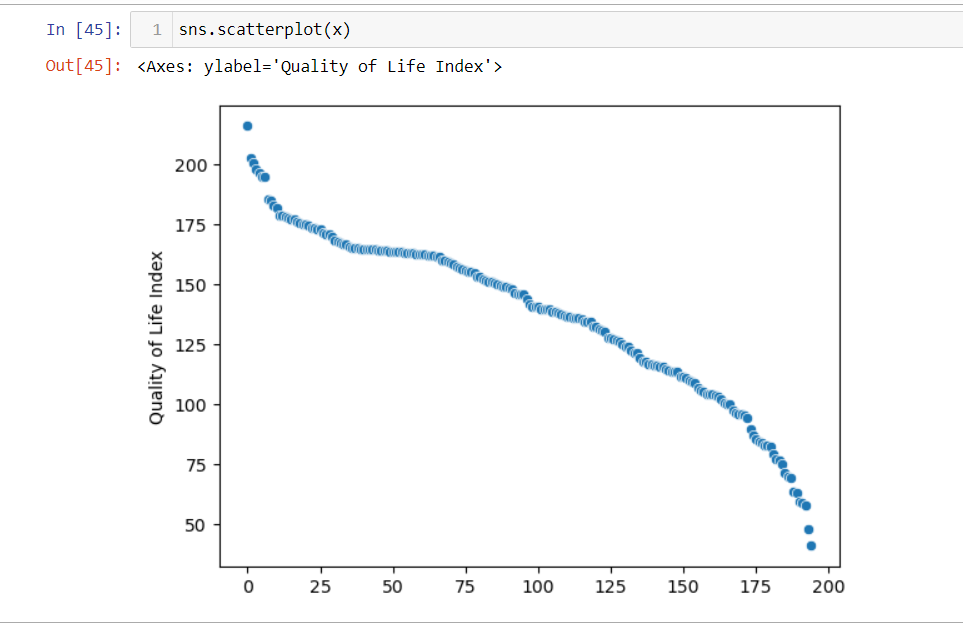 In [45]: 1 sns.scatterplot(x)
Out[45]: <Axes: ylabel='Quality of Life Index'>
200
175
150
125
100
75
50
Quality of Life Index
0 25 50 75 100 125 150 175 200